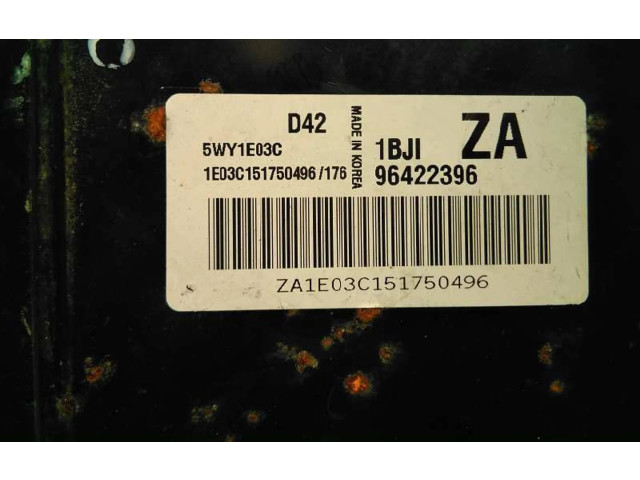 D42
5WY1E03C
1E03C151750496 /176
MADE IN KOREA
1BJI
ZA
96422396
ZA1E03C151750496